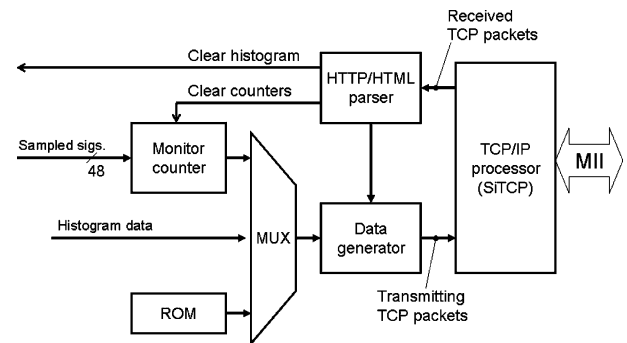 Received
TCP packets
Clear histogram
HTTP/HTML
parser
Clear counters
Sampled sigs.
48
Monitor
counter
TCP/IP
processor
(SiTCP)
MII
Histogram data
MUX
Data
generator
ROM
Transmitting
TCP packets